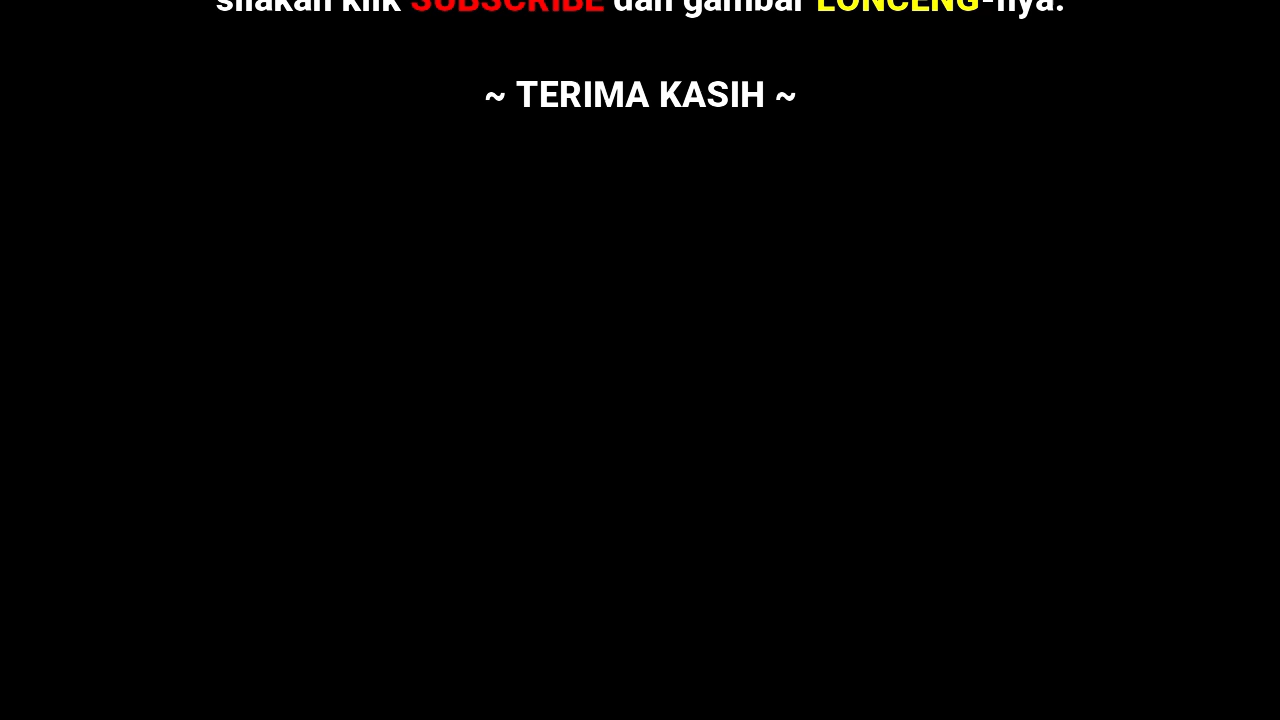 silakan klik SUBSCRIBE dan gambar LONCENG-nya.
~ TERIMA KASIH ~